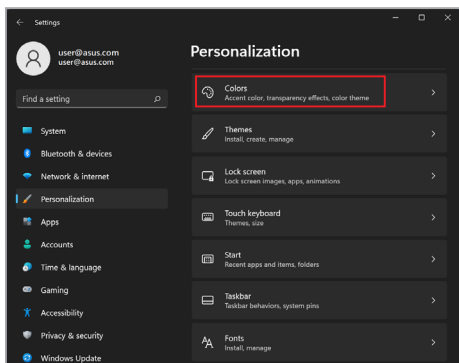 Settings
user@asus.com
user@asus.com
Find a setting
System
Bluetooth & devices
Network & internet
Personalization
Apps
Accounts
Time & language
Gaming
Accessibility
Privacy & security
Windows Update
Personalization
Colors
Accent color, transparency effects, color theme
Themes
Install, create, manage
Lock screen
Lock screen images, apps, animations
Touch keyboard
Themes, size
Start
Recent apps and items, folders
Taskbar
Taskbar behaviors, system pins
Fonts
Install, manage